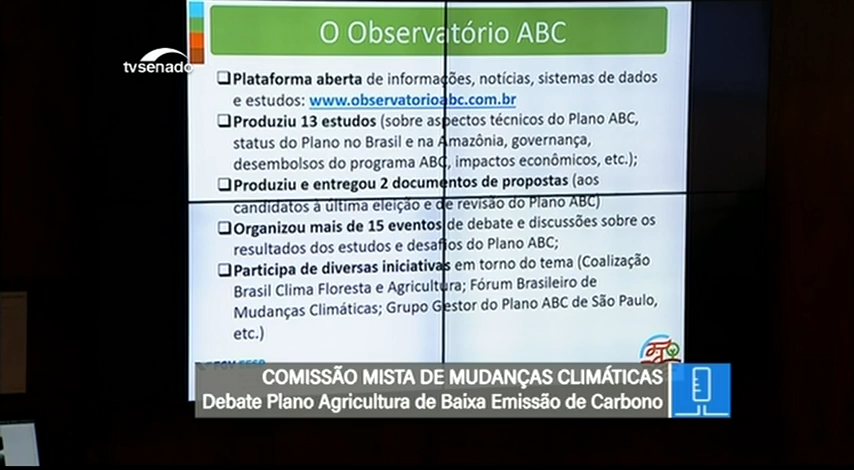 O Observatório ABC
tvsenado
Plataforma aberta de informações, notícias, sistemas de dados
e estudos: www.observatorioabc.com.br
Produziu 13 estudos (sobre aspectos técnicos do Plano ABC,
status do Plano no Brasil e na Amazônia, governança,
desembolsos do programa ABC, impactos econômicos, etc.);
Produziu e entregou 2 documentos de propostas (aos
candidatos à última eleição e de revisão do Plano ABC)
Organizou mais de 15 eventos de debate e discussões sobre os
resultados dos estudos e desafios do Plano ABC;
Participa de diversas iniciativas em torno do tema (Coalização
Brasil Clima Floresta e Agricultura; Fórum Brasileiro de
Mudanças Climáticas; Grupo Gestor do Plano ABC de São Paulo,
etc.)
COMISSÃO MISTA DE MUDANÇAS CLIMÁTICAS
Debate Plano Agricultura de Baixa Emissão de Carbono